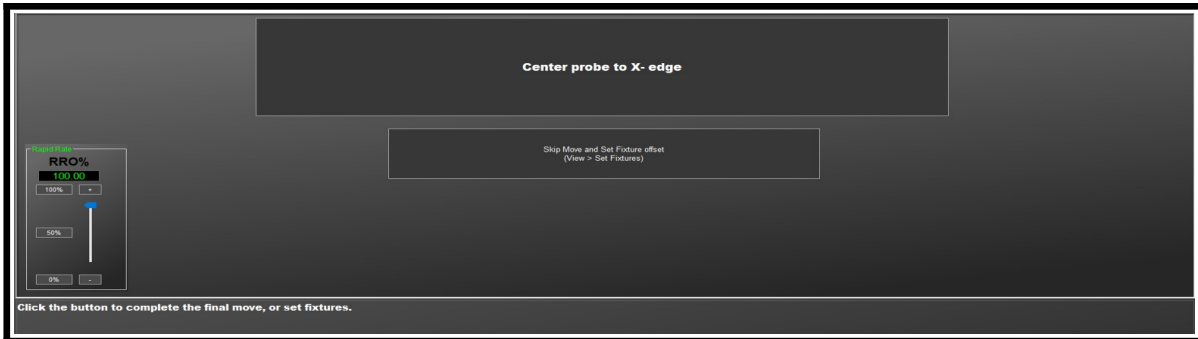 Center probe to X- edge
Skip Move and Set Fixture offset
(View > Set Fixtures)
Rapid Rate
RRO%
100.00
100% +
50%
0% -
Click the button to complete the final move, or set fixtures.